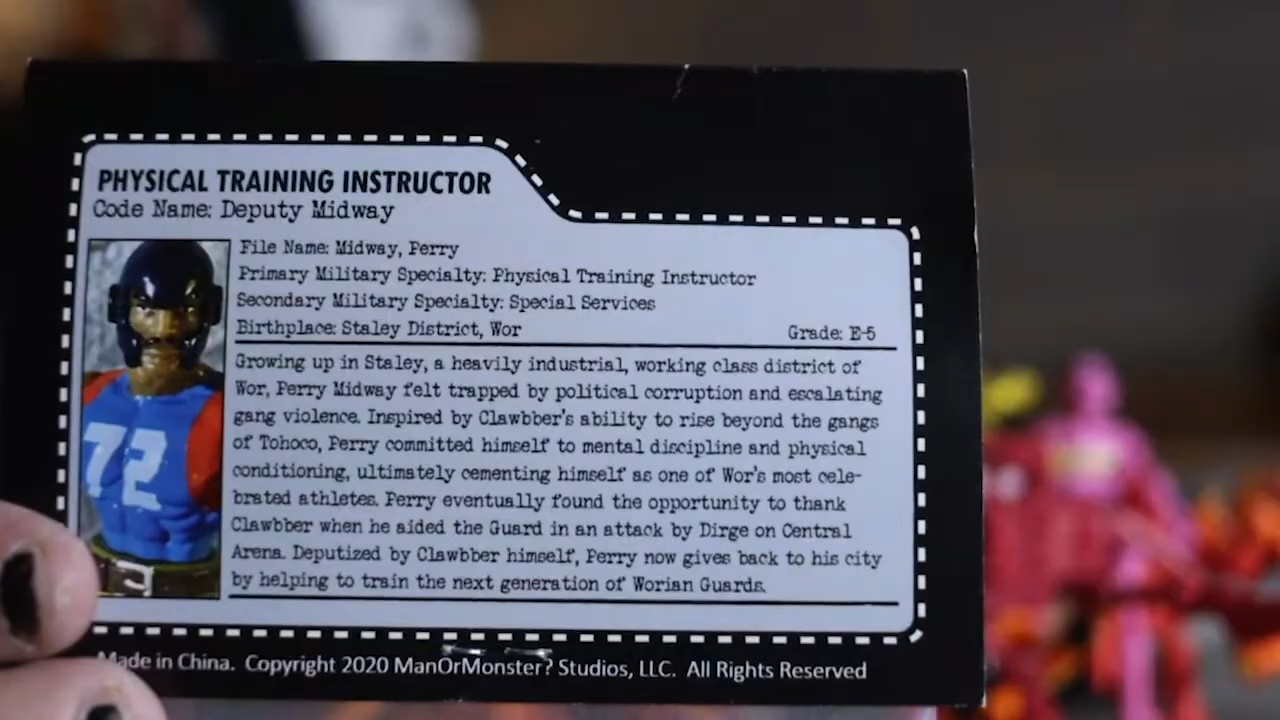 PHYSICAL TRAINING INSTRUCTOR
Code Name: Deputy Midway
File Name: Midway, Perry
Primary Military Specialty: Physical Training Instructor
Secondary Military Specialty: Special Services
Birthplace: Staley District, Wor Grade: E-5
Growing up in Staley, a heavily industrial, working class district of
Wor, Perry Midway felt trapped by political corruption and escalating
gang violence. Inspired by Clawbber's ability to rise beyond the gangs
of Tohoco, Perry committed himself to mental discipline and physical
conditioning, ultimately cementing himself as one of Wor's most cele-
brated athletes. Perry eventually found the opportunity to thank
Clawbber when he aided the Guard in an attack by Dirge on Central
Arena. Deputized by Clawbber himself, Perry now gives back to his city
by helping to train the next generation of Worian Guards.
72
Made in China. Copyright 2020 ManOrMonster? Studios, LLC. All Rights Reserved